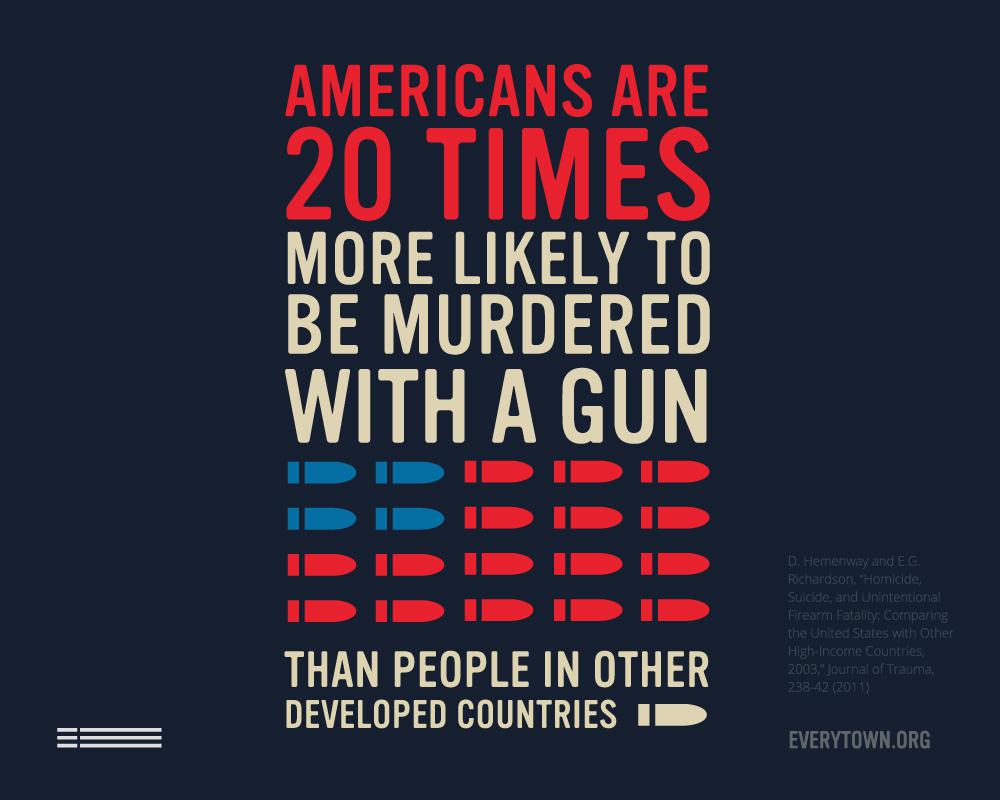 AMERICANS ARE
20 TIMES
MORE LIKELY TO
BE MURDERED
WITH A GUN
THAN PEOPLE IN OTHER
DEVELOPED COUNTRIES
D. Hemenway and E.G.
Richardson, "Homicide,
Suicide, and Unintentional
Firearm Fatality: Comparing
the United States with Other
High-Income Countries,
2003," Journal of Trauma,
238-42 (2011)
EVERYTOWN.ORG